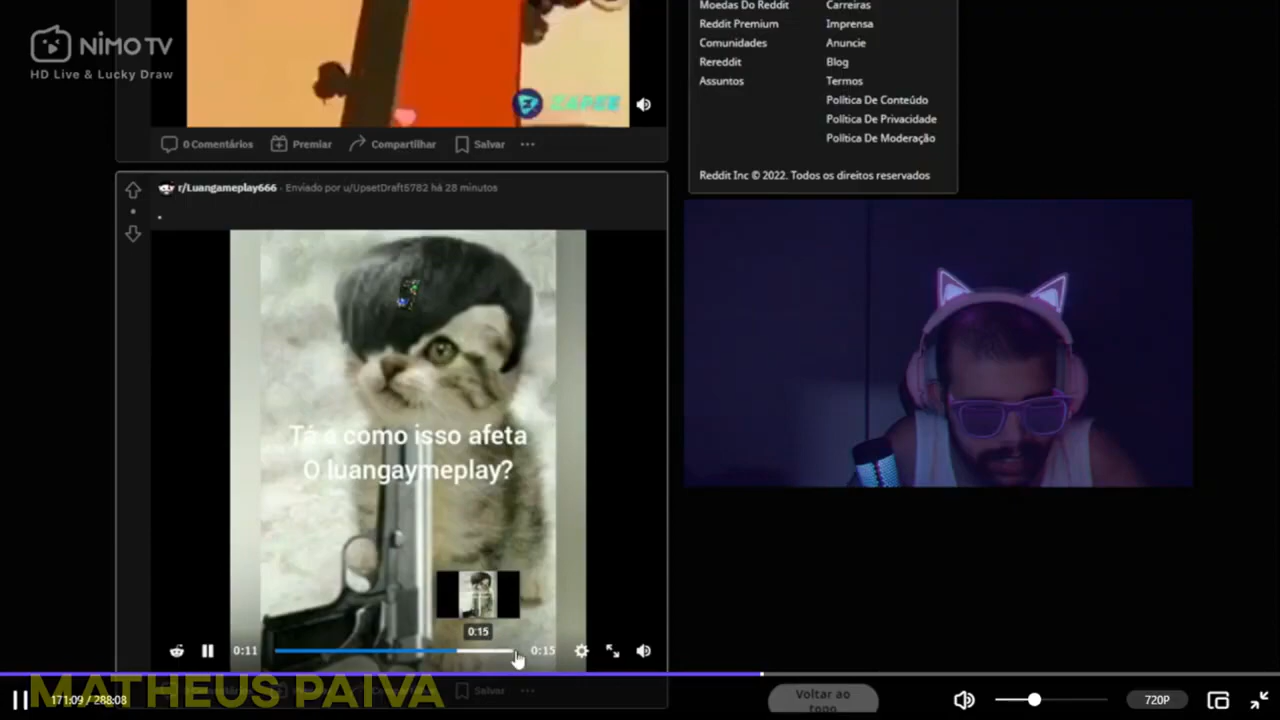 NIMO TV
HD Live & Lucky Draw
Moedas Do Reddit
Carreiras
Reddit Premium
Imprensa
Comunidades
Anuncie
Rereddit
Blog
Assuntos
Termos
Política De Conteúdo
Política De Privacidade
Política De Moderação
Reddit Inc © 2022. Todos os direitos reservados
0 Comentários
Premiar
Compartilhar
Salvar
r/Luangameplay666 · Enviado por u/UpsetDraft5782 há 28 minutos
.
Tá e como isso afeta
O luangaymeplay?
0:15
0:11
0:15
MATHEUS PAIVA
171:09 / 288:08
Salvar
Voltar ao
topo
720P